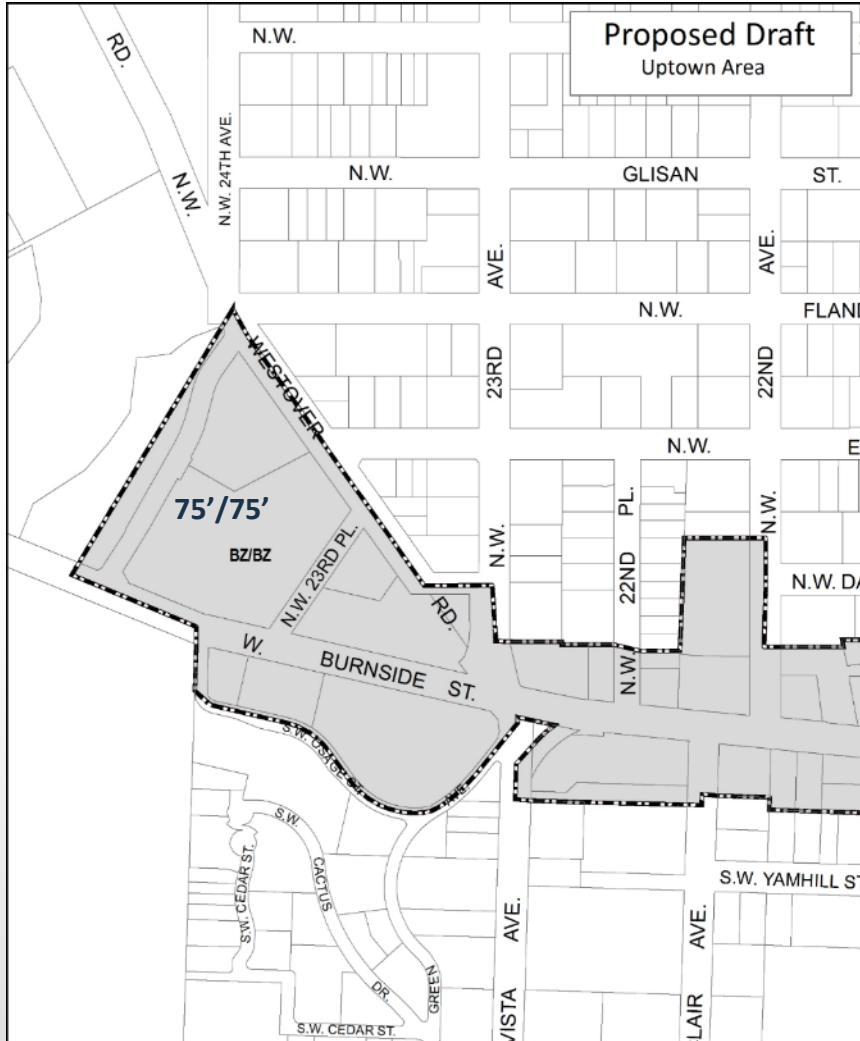 Proposed Draft
Uptown Area
N.W.
RD.
N.W.
N.W. 24TH AVE.
N.W.
GLISAN
ST.
AVE.
AVE.
N.W.
FLAND
WESTOVER
RD.
23RD
22ND
N.W.
E
75’/75’
BZ/BZ
N.W. 23RD PL.
N.W.
PL.
22ND
N.W.
N.W.
N.W. DA
W.
BURNSIDE
ST.
AVE.
S.W.
CACTUS
DR.
S.W. CEDAR ST.
S.W. YAMHILL ST
AVE.
AVE.
GREEN
VISTA
LAIR
S.W. CEDAR ST.